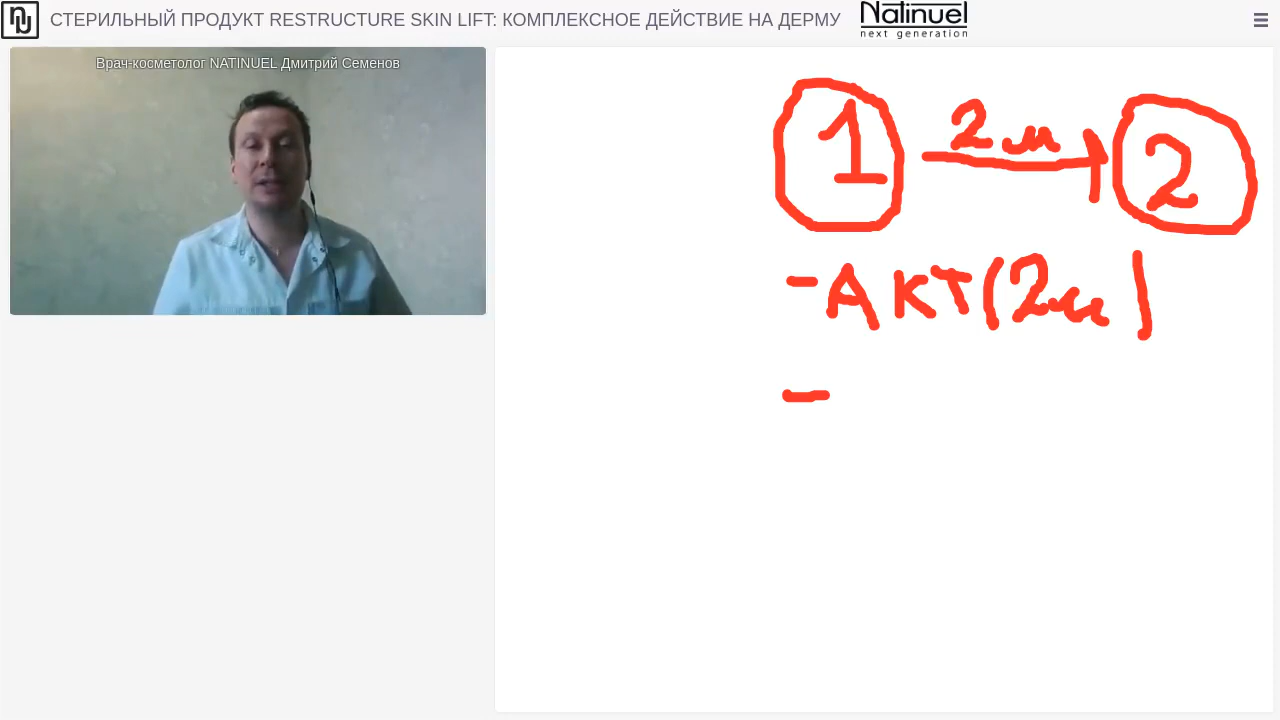 СТЕРИЛЬНЫЙ ПРОДУКТ RESTRUCTURE SKIN LIFT: КОМПЛЕКСНОЕ ДЕЙСТВИЕ НА ДЕРМУ
Natinuel
next generation
Врач-косметолог NATINUEL Дмитрий Семенов
1 2м 2
- АКТ (2м)
-